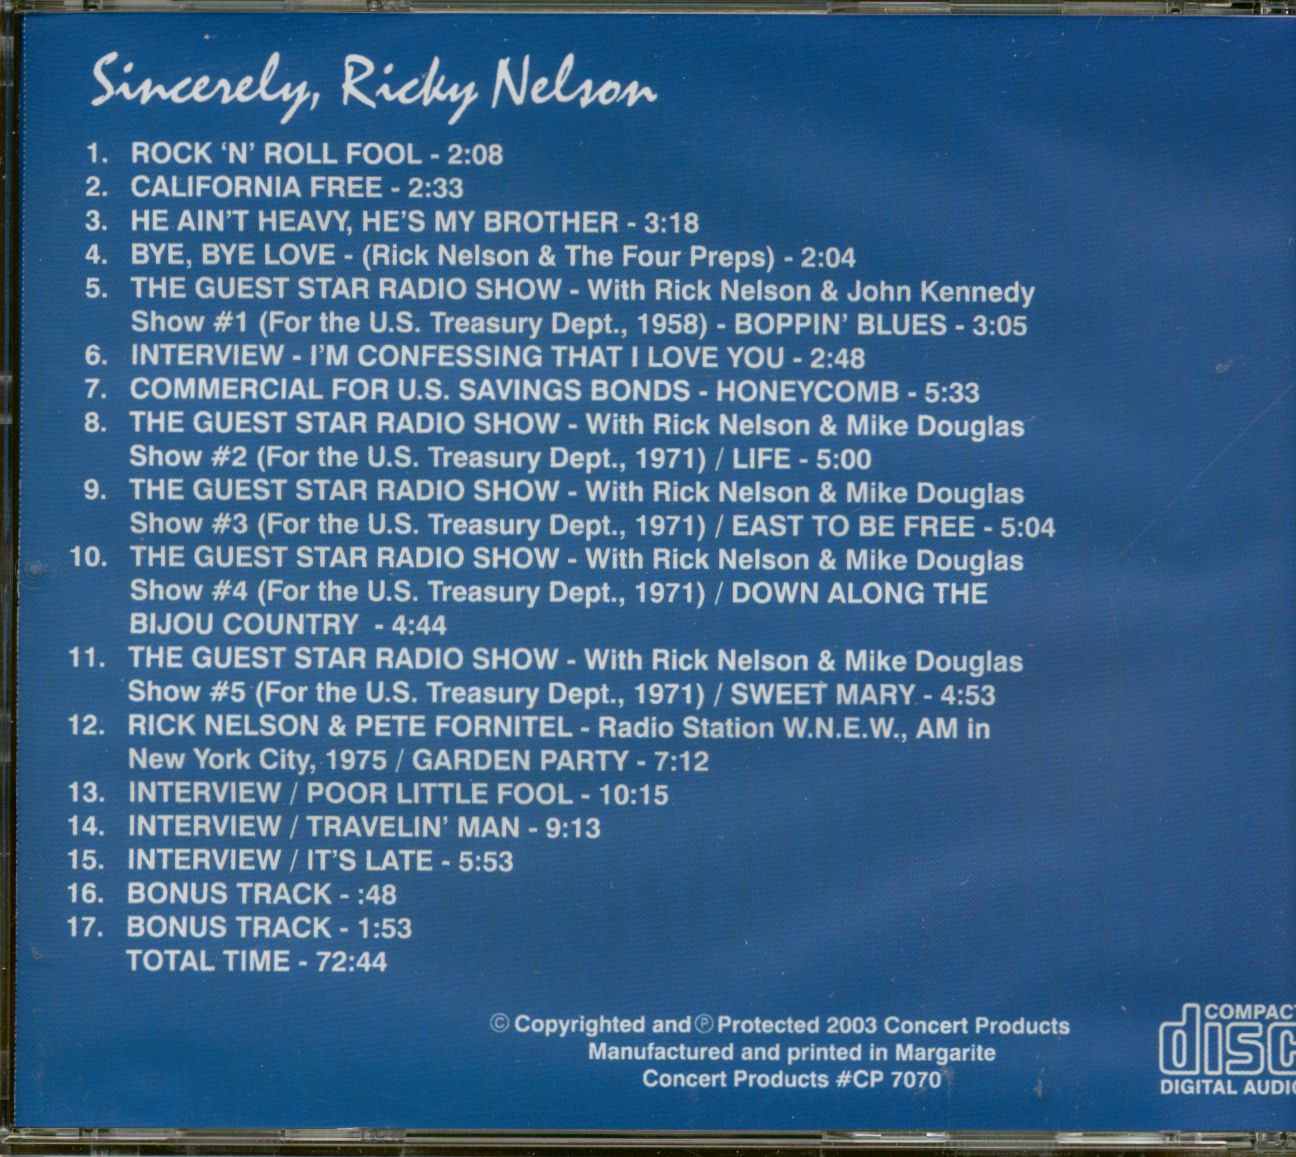 Sincerely, Ricky Nelson
1. ROCK ‘N’ ROLL FOOL - 2:08
2. CALIFORNIA FREE - 2:33
3. HE AIN’T HEAVY, HE’S MY BROTHER - 3:18
4. BYE, BYE LOVE - (Rick Nelson & The Four Preps) - 2:04
5. THE GUEST STAR RADIO SHOW - With Rick Nelson & John Kennedy
Show #1 (For the U.S. Treasury Dept., 1958) - BOPPIN’ BLUES - 3:05
6. INTERVIEW - I’M CONFESSING THAT I LOVE YOU - 2:48
7. COMMERCIAL FOR U.S. SAVINGS BONDS - HONEYCOMB - 5:33
8. THE GUEST STAR RADIO SHOW - With Rick Nelson & Mike Douglas
Show #2 (For the U.S. Treasury Dept., 1971) / LIFE - 5:00
9. THE GUEST STAR RADIO SHOW - With Rick Nelson & Mike Douglas
Show #3 (For the U.S. Treasury Dept., 1971) / EAST TO BE FREE - 5:04
10. THE GUEST STAR RADIO SHOW - With Rick Nelson & Mike Douglas
Show #4 (For the U.S. Treasury Dept., 1971) / DOWN ALONG THE
BIJOU COUNTRY - 4:44
11. THE GUEST STAR RADIO SHOW - With Rick Nelson & Mike Douglas
Show #5 (For the U.S. Treasury Dept., 1971) / SWEET MARY - 4:53
12. RICK NELSON & PETE FORNITEL - Radio Station W.N.E.W., AM in
New York City, 1975 / GARDEN PARTY - 7:12
13. INTERVIEW / POOR LITTLE FOOL - 10:15
14. INTERVIEW / TRAVELIN’ MAN - 9:13
15. INTERVIEW / IT’S LATE - 5:53
16. BONUS TRACK - :48
17. BONUS TRACK - 1:53
TOTAL TIME - 72:44
© Copyrighted and ℗ Protected 2003 Concert Products
Manufactured and printed in Margarite
Concert Products #CP 7070
COMPACT
disc
DIGITAL AUDIO